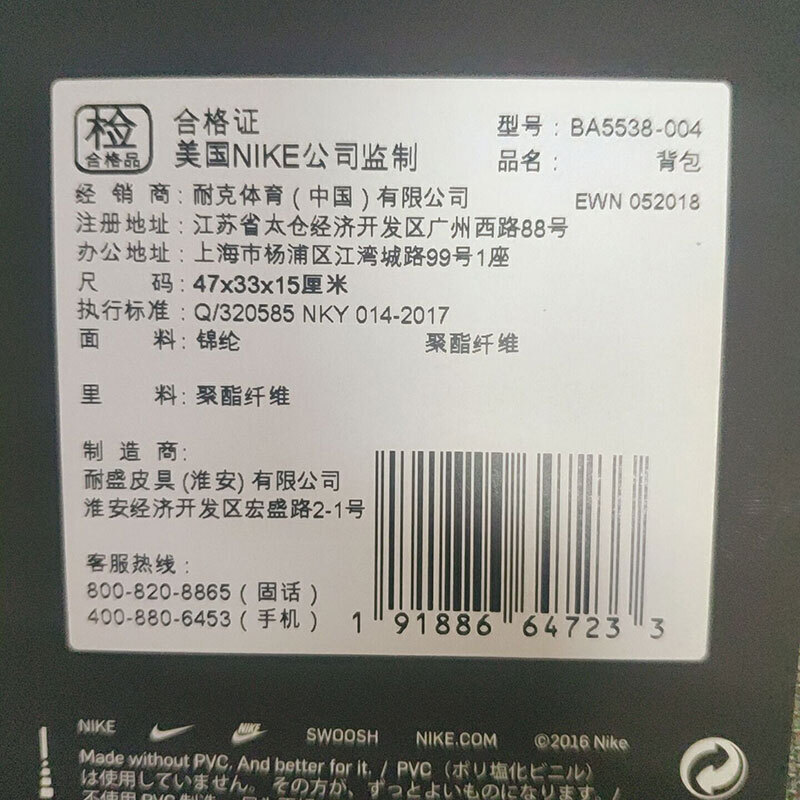 检
合格品
合格证
美国NIKE公司监制
型号：BA5538-004
品名： 背包
EWN 052018
经 销 商：耐克体育（中国）有限公司
注册地址：江苏省太仓经济开发区广州西路88号
办公地址：上海市杨浦区江湾城路99号1座
尺 码：47x33x15厘米
执行标准：Q/320585 NKY 014-2017
面 料：锦纶 聚酯纤维
里 料：聚酯纤维
制 造 商：
耐盛皮具 (淮安) 有限公司
淮安经济开发区宏盛路2-1号
客服热线：
800-820-8865 ( 固话 )
400-880-6453 ( 手机 )
1 91886 64723 3
NIKE NIKE SWOOSH NIKE.COM ©2016 Nike
Made without PVC. And better for it. / PVC（ポリ塩化ビニル）
は使用していません。その方が、ずっとよいものになります。/